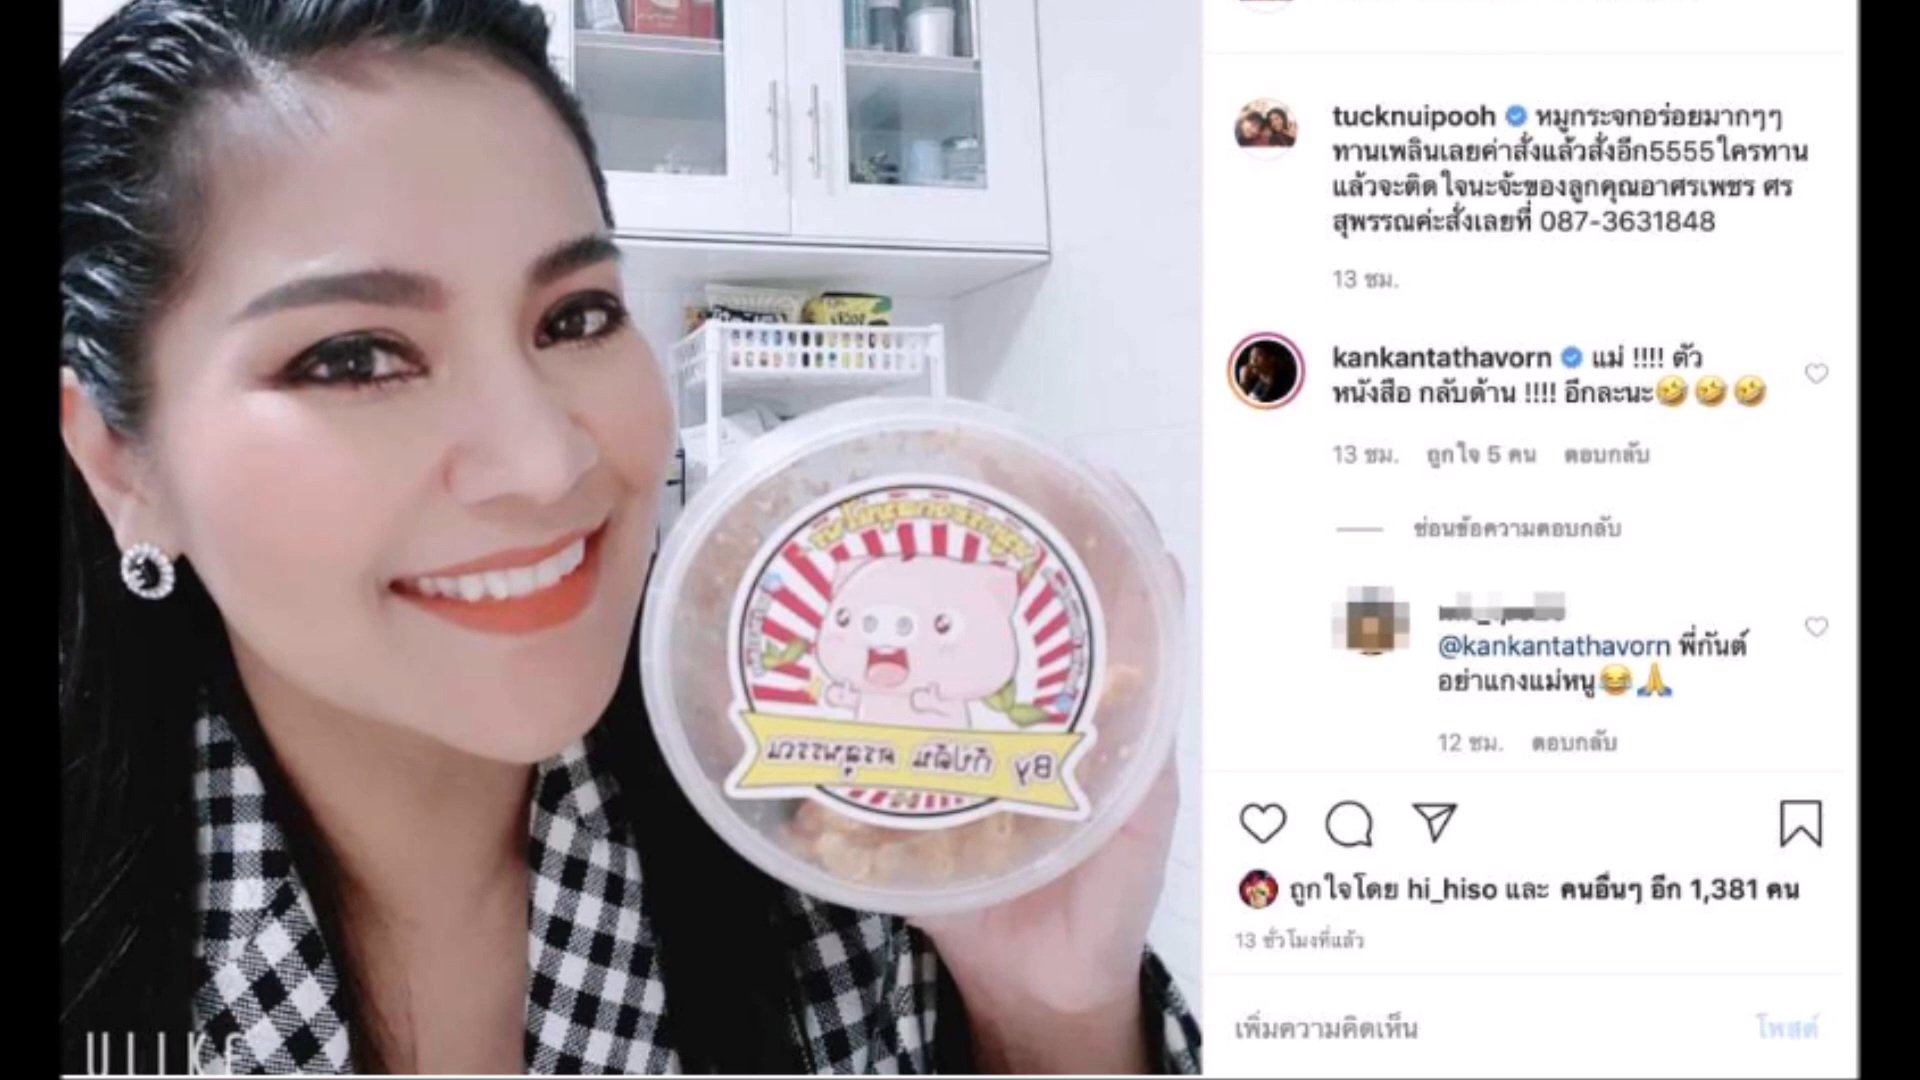 tucknuipooh หมูกระจกอร่อยมากๆๆ
ทานเพลินเลยค่าสั่งแล้วสั่งอีก5555ใครทาน
แล้วจะติดใจนะจ้ะของลูกคุณอาศรเพชร ศร
สุพรรณค่ะสั่งเลยที่ 087-3631848
13 ชม.
kankantathavorn แม่ !!!! ตัว
หนังสือ กลับด้าน !!!! อีกละนะ🤣🤣🤣
13 ชม. ถูกใจ 5 คน ตอบกลับ
ซ่อนข้อความตอบกลับ
@kankantathavorn พี่กันต์
อย่าแกงแม่หนู😂🙏
12 ชม. ตอบกลับ
ถูกใจโดย hi_hiso และ คนอื่นๆ อีก 1,381 คน
13 ชั่วโมงที่แล้ว
เพิ่มความคิดเห็น
โพสต์
BY
ULIKE